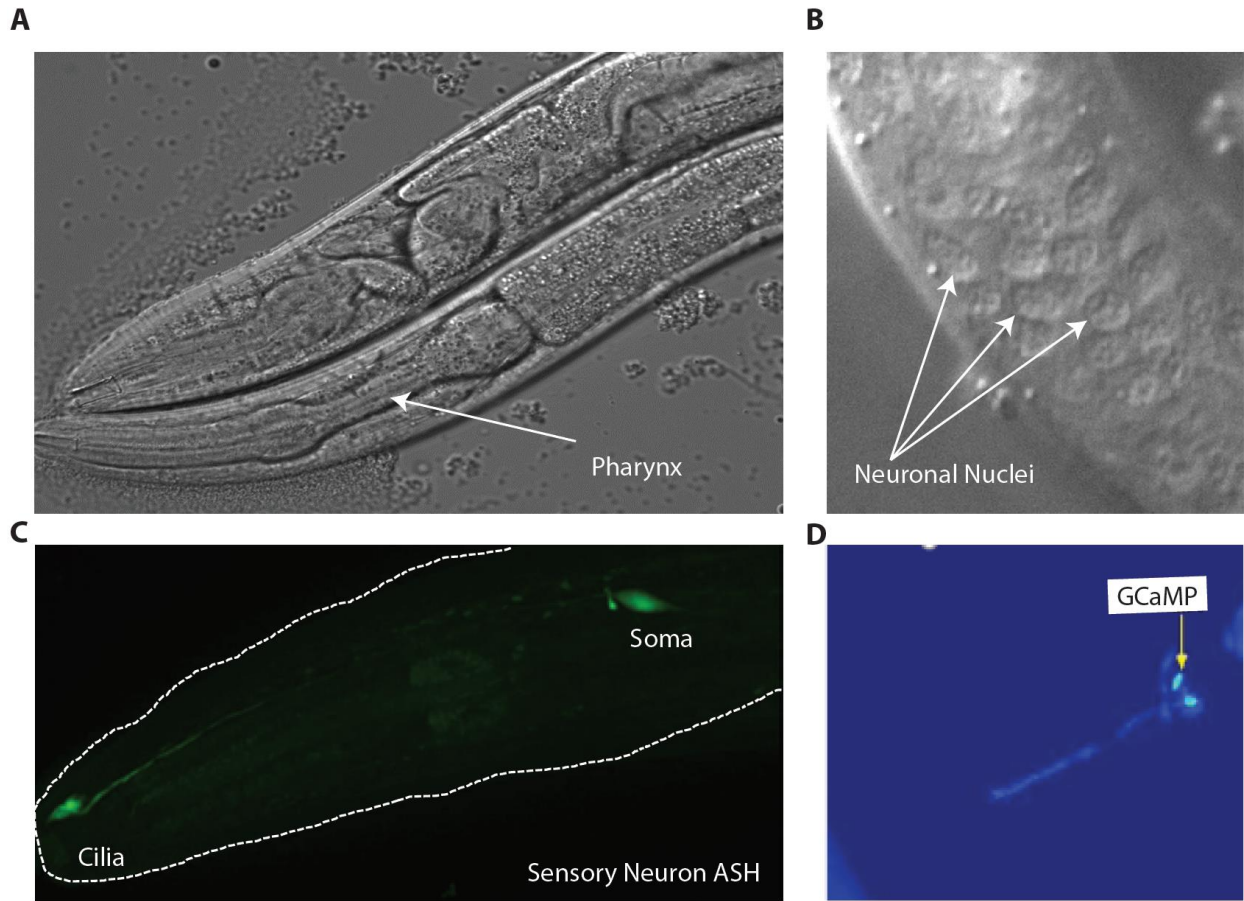 A
B
Pharynx
Neuronal Nuclei
C
D
GCaMP
Soma
Cilia
Sensory Neuron ASH